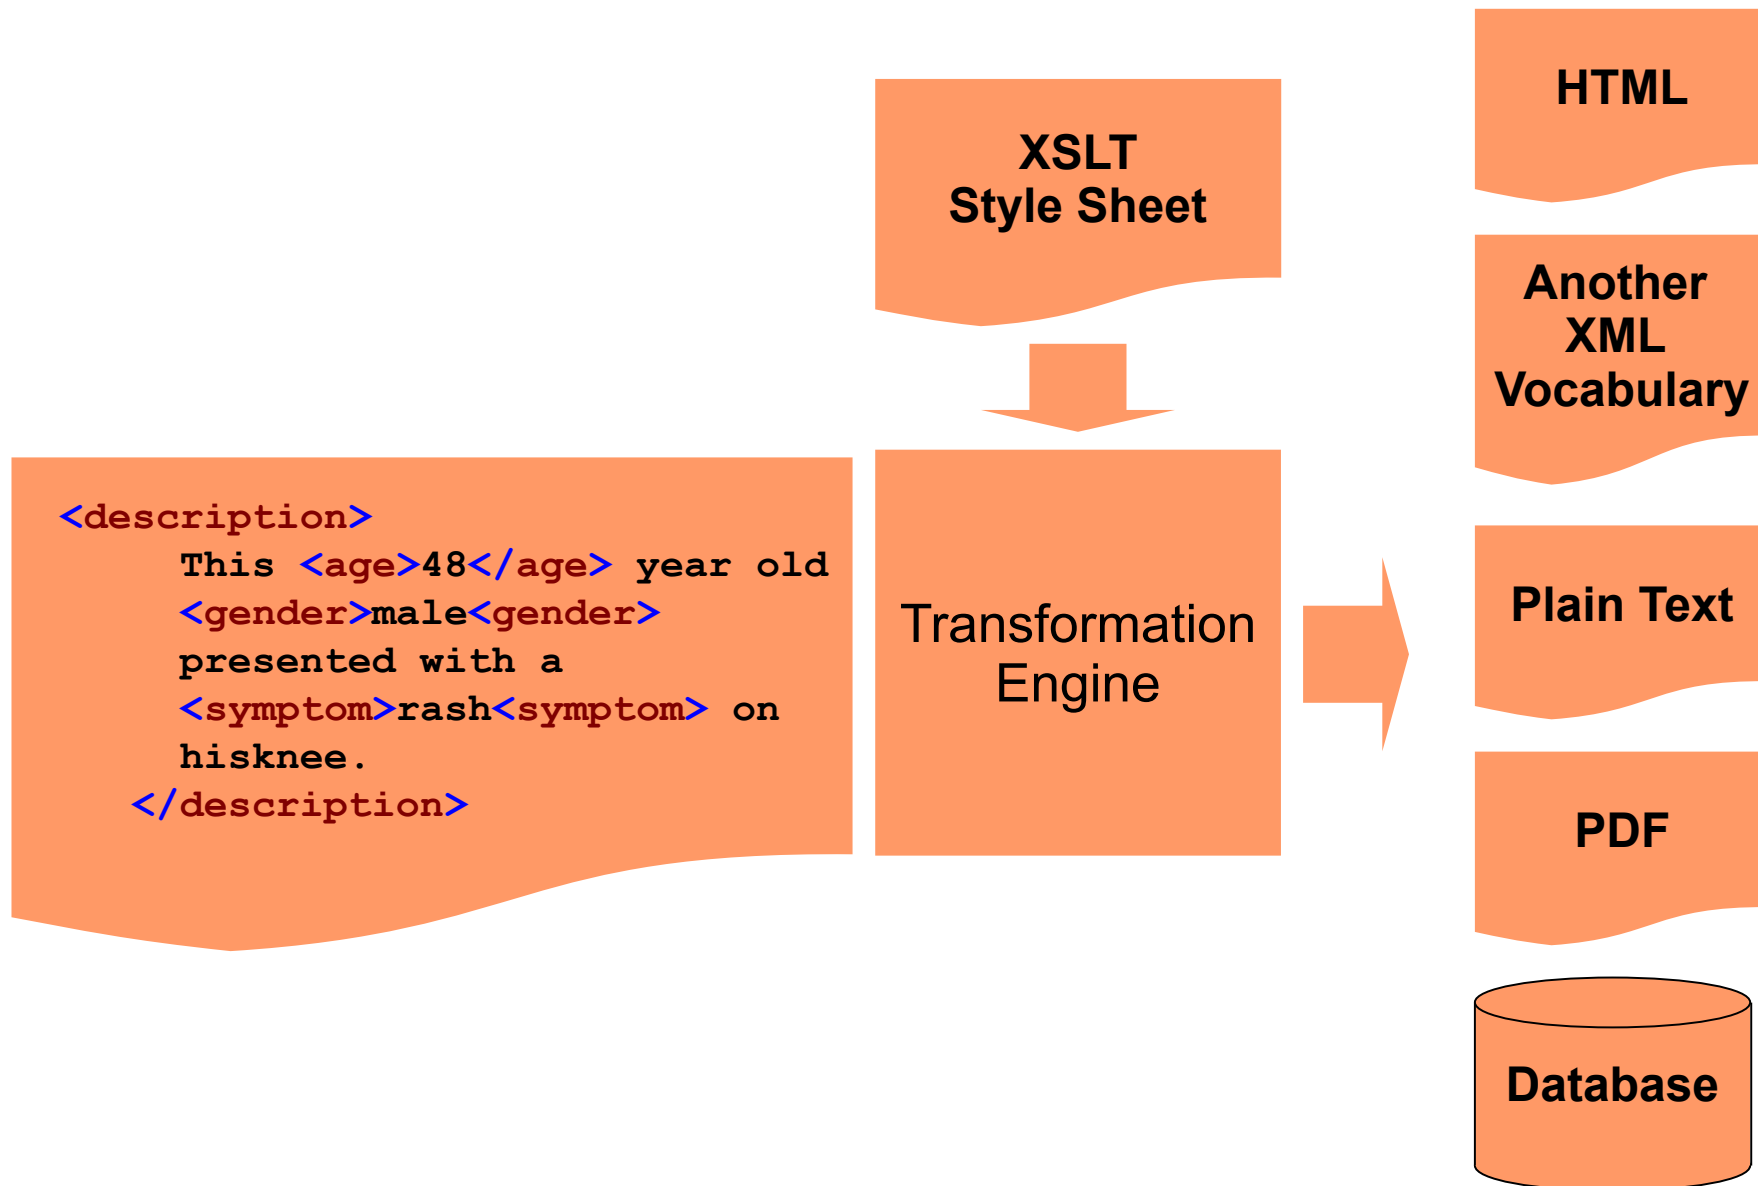 XSLT
Style Sheet
<description>
This <age>48</age> year old
<gender>male<gender>
presented with a
<symptom>rash<symptom> on
hisknee.
</description>
Transformation
Engine
HTML
Another
XML
Vocabulary
Plain Text
PDF
Database